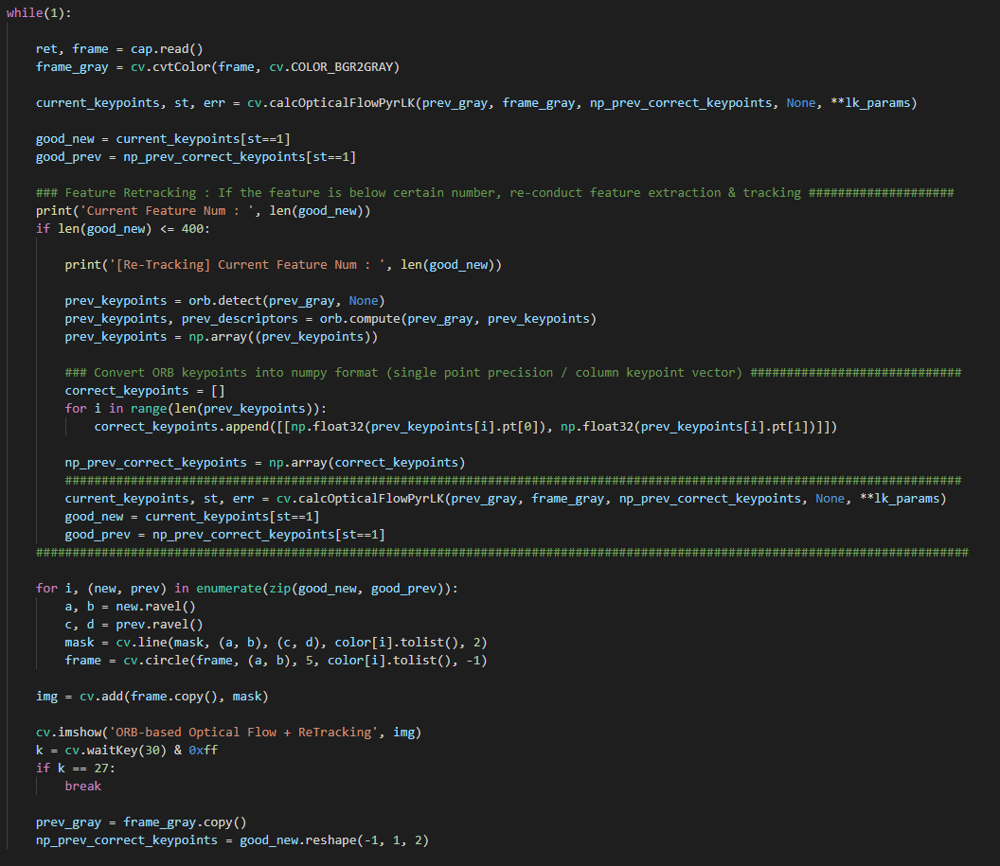 while(1):
ret, frame = cap.read()
frame_gray = cv.cvtColor(frame, cv.COLOR_BGR2GRAY)
current_keypoints, st, err = cv.calcOpticalFlowPyrLK(prev_gray, frame_gray, np_prev_correct_keypoints, None, **lk_params)
good_new = current_keypoints[st==1]
good_prev = np_prev_correct_keypoints[st==1]
### Feature Retracking : If the feature is below certain number, re-conduct feature extraction & tracking ####################
print('Current Feature Num : ', len(good_new))
if len(good_new) <= 400:
print('[Re-Tracking] Current Feature Num : ', len(good_new))
prev_keypoints = orb.detect(prev_gray, None)
prev_keypoints, prev_descriptors = orb.compute(prev_gray, prev_keypoints)
prev_keypoints = np.array((prev_keypoints))
### Convert ORB keypoints into numpy format (single point precision / column keypoint vector) #############################
correct_keypoints = []
for i in range(len(prev_keypoints)):
correct_keypoints.append([[np.float32(prev_keypoints[i].pt[0]), np.float32(prev_keypoints[i].pt[1])]])
np_prev_correct_keypoints = np.array(correct_keypoints)
###########################################################################################################################
current_keypoints, st, err = cv.calcOpticalFlowPyrLK(prev_gray, frame_gray, np_prev_correct_keypoints, None, **lk_params)
good_new = current_keypoints[st==1]
good_prev = np_prev_correct_keypoints[st==1]
################################################################################################################################
for i, (new, prev) in enumerate(zip(good_new, good_prev)):
a, b = new.ravel()
c, d = prev.ravel()
mask = cv.line(mask, (a, b), (c, d), color[i].tolist(), 2)
frame = cv.circle(frame, (a, b), 5, color[i].tolist(), -1)
img = cv.add(frame.copy(), mask)
cv.imshow('ORB-based Optical Flow + ReTracking', img)
k = cv.waitKey(30) & 0xff
if k == 27:
break
prev_gray = frame_gray.copy()
np_prev_correct_keypoints = good_new.reshape(-1, 1, 2)